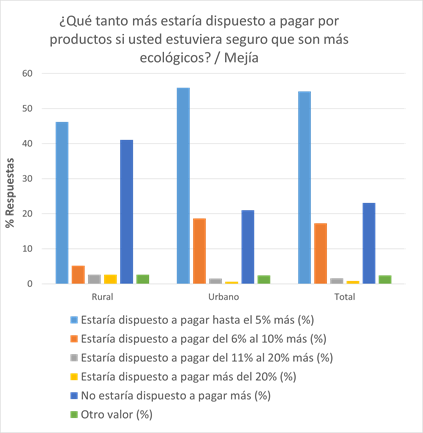 ¿Qué tanto más estaría dispuesto a pagar por
productos si usted estuviera seguro que son más
ecológicos? / Mejía
60
50
40
30
20
10
0
% Respuestas
Rural
Urbano
Total
Estaría dispuesto a pagar hasta el 5% más (%)
Estaría dispuesto a pagar del 6% al 10% más (%)
Estaría dispuesto a pagar del 11% al 20% más (%)
Estaría dispuesto a pagar más del 20% (%)
No estaría dispuesto a pagar más (%)
Otro valor (%)